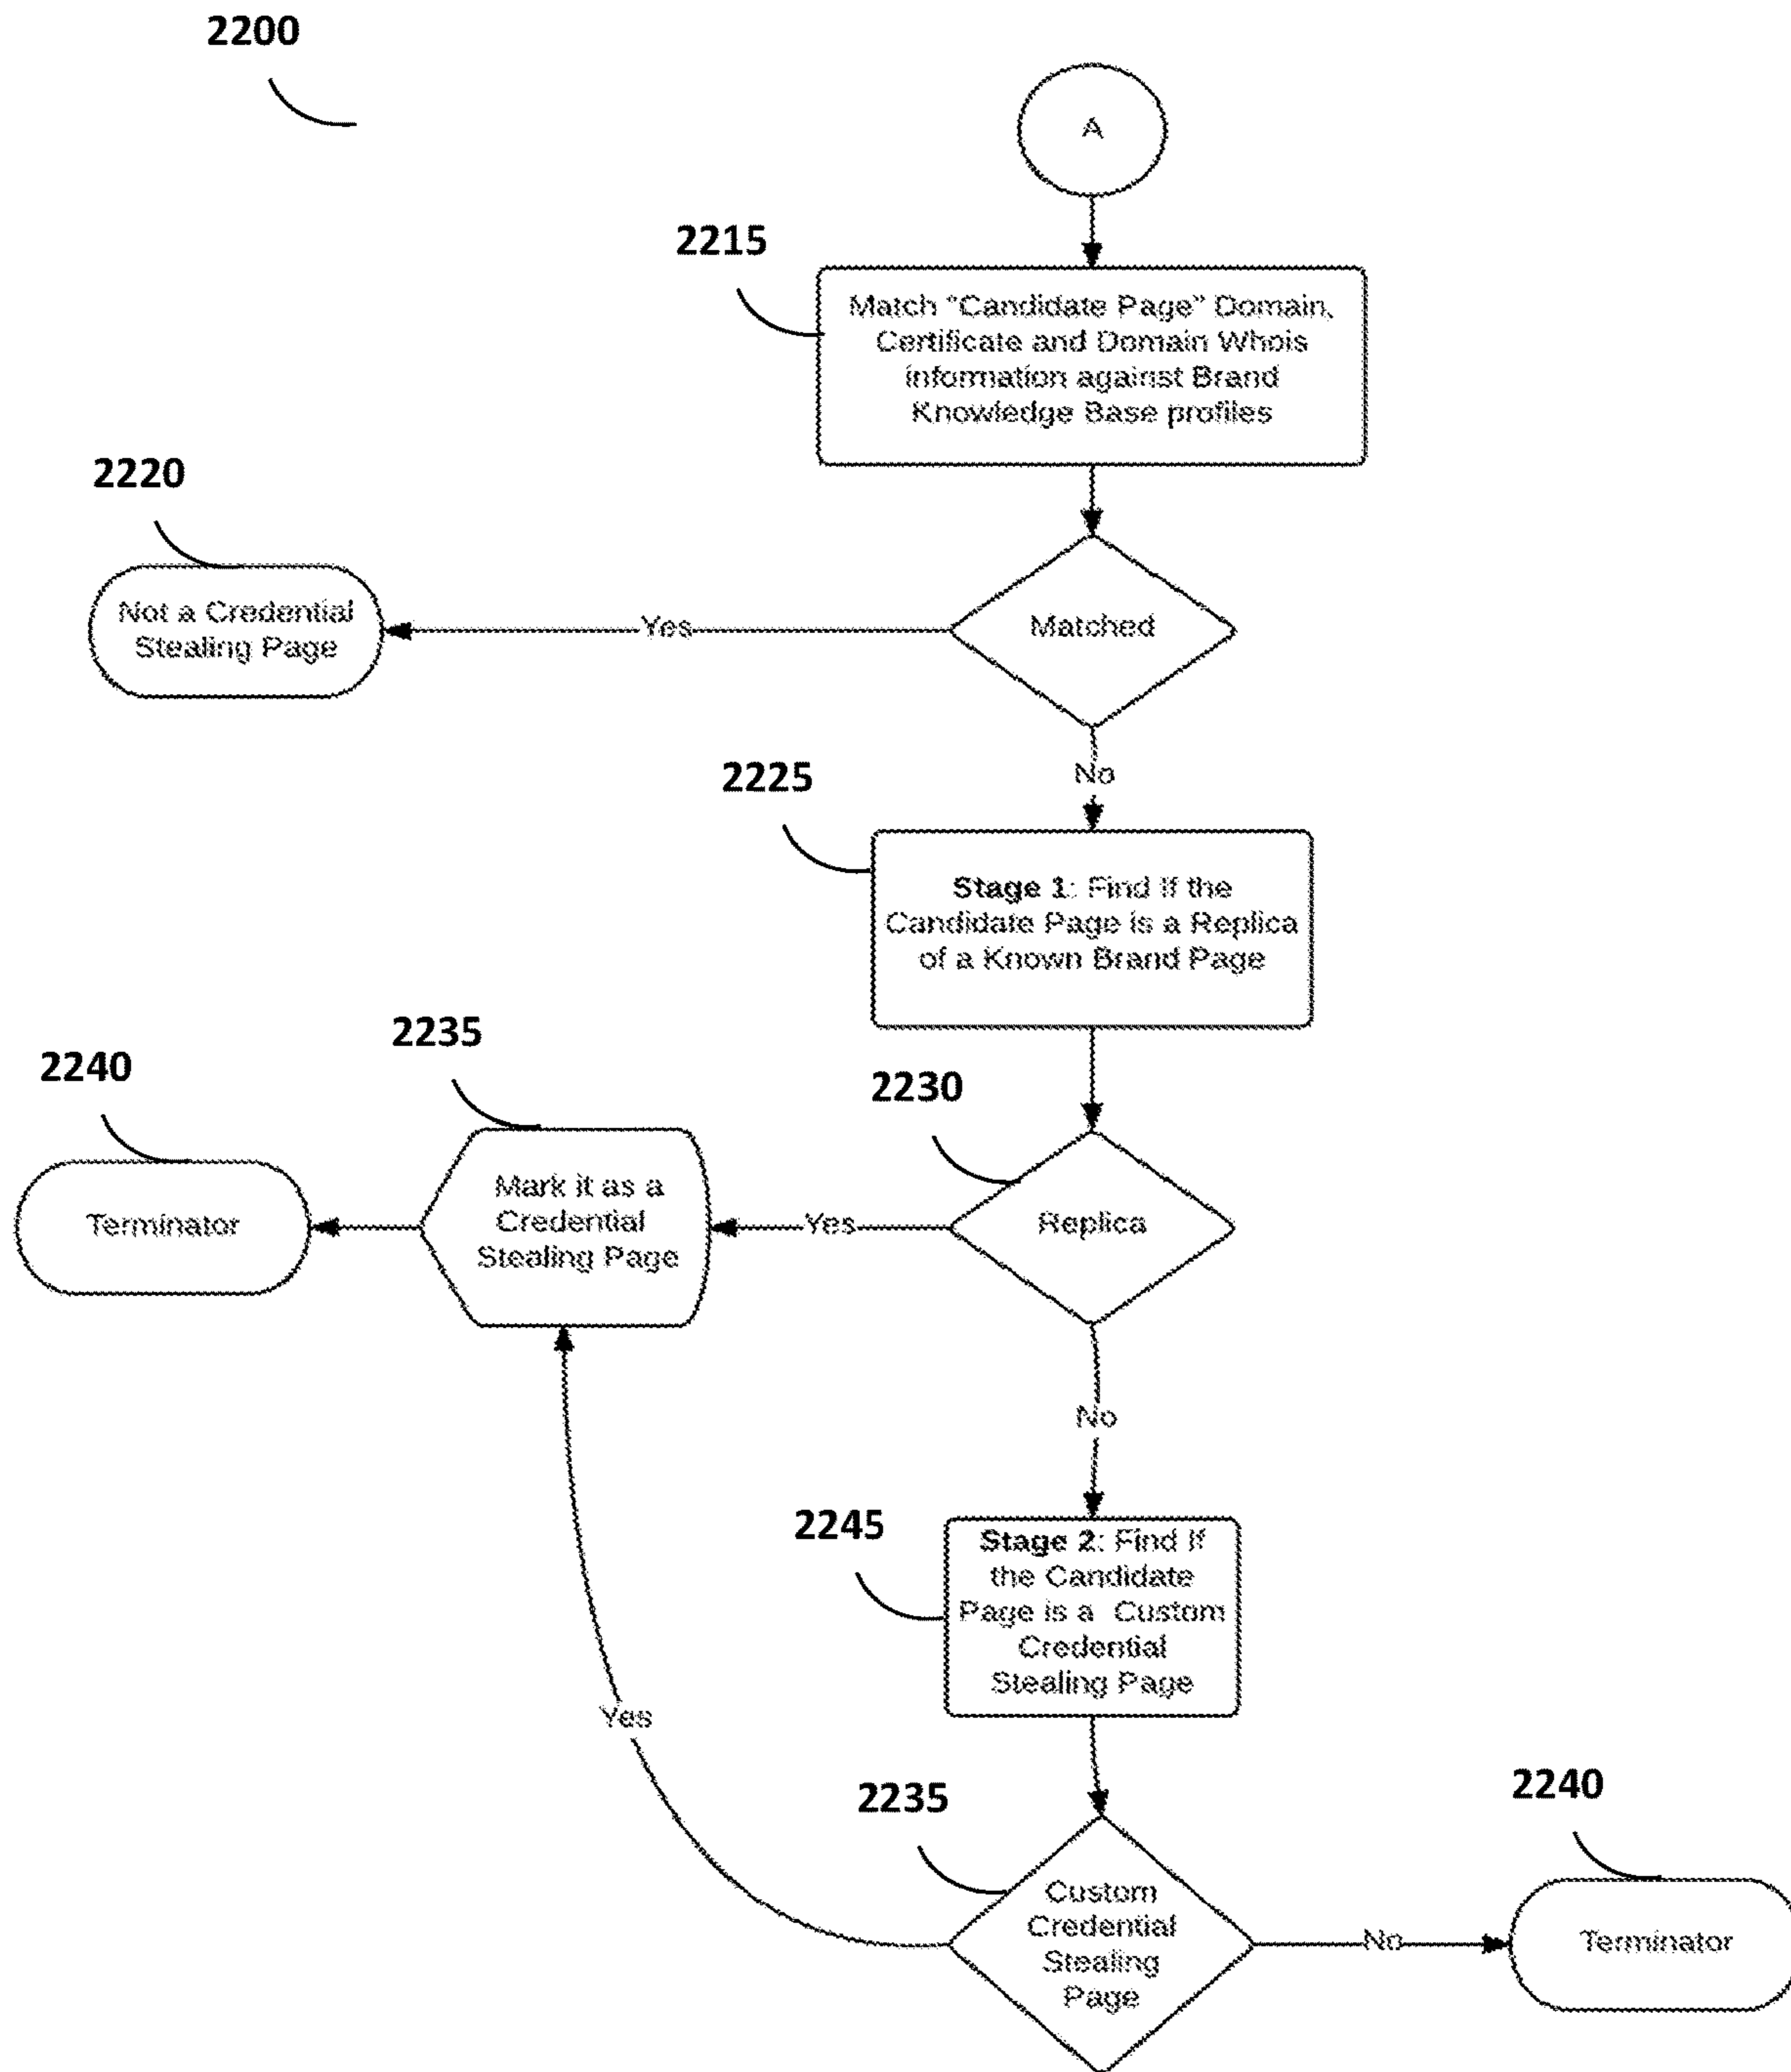 2200
A
2215
Match "Candidate Page" Domain,
Certificate and Domain Whois
information against Brand
Knowledge Base profiles
2220
Not a Credential
Stealing Page
Yes
Matched
No
2225
Stage 1: Find If the
Candidate Page is a Replica
of a Known Brand Page
2235
2240
2230
Terminator
Mark it as a
Credential
Stealing Page
Yes
Replica
No
2245
Stage 2: Find If
the Candidate
Page is a Custom
Credential
Stealing Page
Yes
2235
2240
Custom
Credential
Stealing
Page
No
Terminator